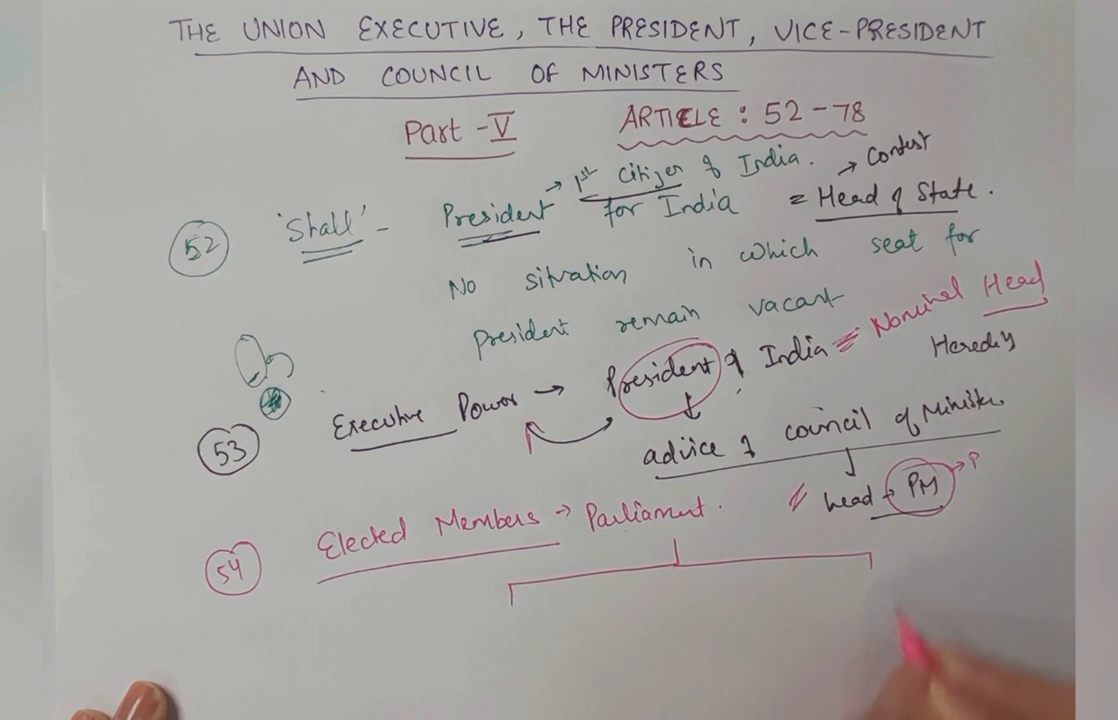 THE UNION EXECUTIVE, THE PRESIDENT, VICE-PRESIDENT
AND COUNCIL OF MINISTERS
Part - V ARTICLE : 52 - 78
→ 1st Citizen of India. → Contest
52 'Shall' - President for India = Head of State.
No situation in which seat for
president remain vacant
53 Executive Power → President of India = Nominal Head
advice of council of Ministers
head → PM → P
54 Elected Members → Parliament.